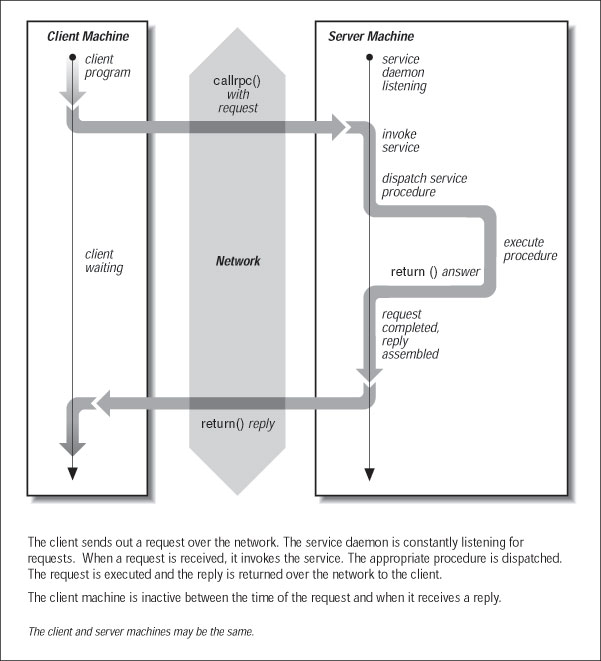 Client Machine
Server Machine
client
program
callrpc()
with
request
service
daemon
listening
invoke
service
dispatch service
procedure
client
waiting
Network
execute
procedure
return () answer
request
completed,
reply
assembled
return() reply
The client sends out a request over the network. The service daemon is constantly listening for
requests.  When a request is received, it invokes the service. The appropriate procedure is dispatched.
The request is executed and the reply is returned over the network to the client.
The client machine is inactive between the time of the request and when it receives a reply.
The client and server machines may be the same.